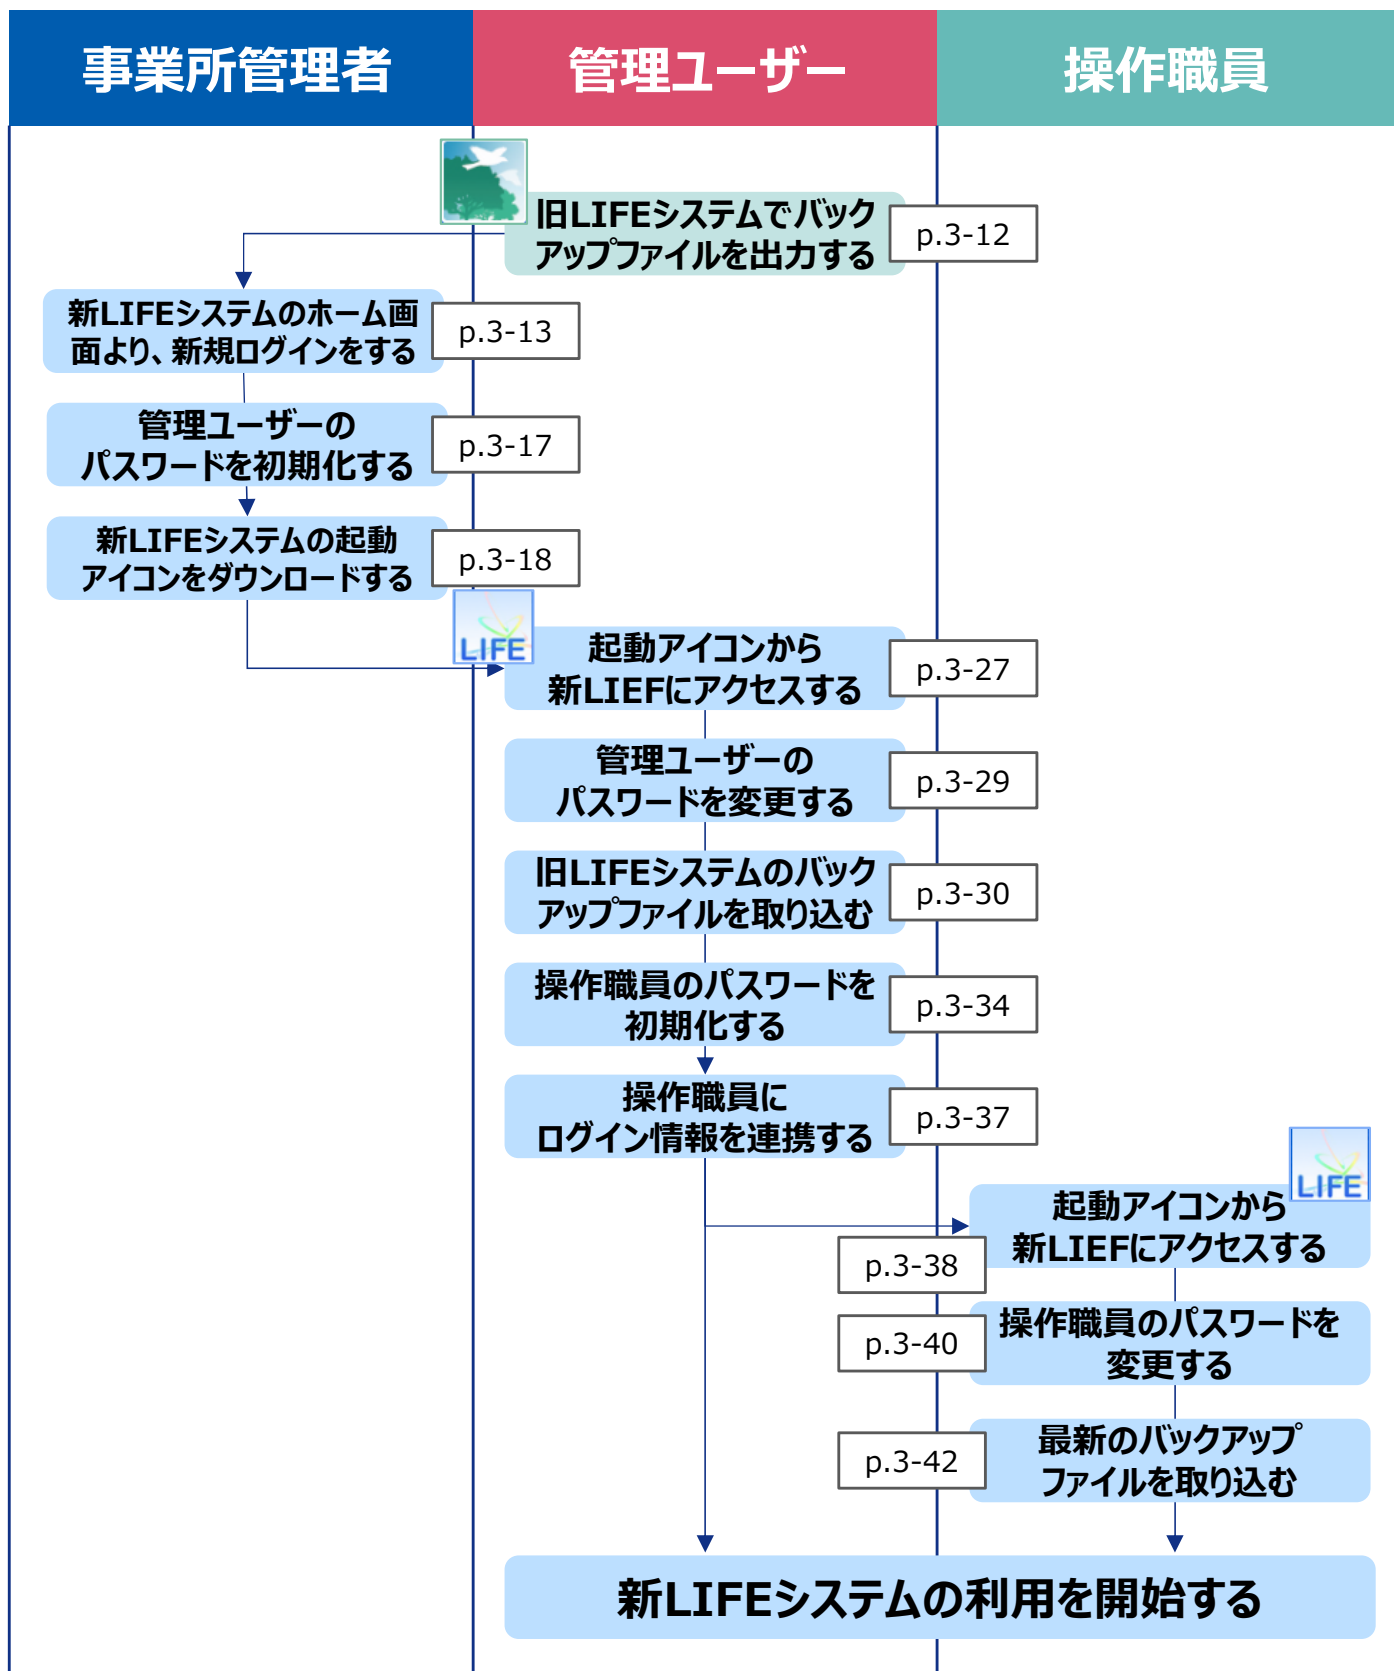 事業所管理者
管理ユーザー
操作職員
旧LIFEシステムでバック
アップファイルを出力する
p.3-12
新LIFEシステムのホーム画
面より、新規ログインをする
p.3-13
管理ユーザーの
パスワードを初期化する
p.3-17
新LIFEシステムの起動
アイコンをダウンロードする
p.3-18
LIFE
起動アイコンから
新LIEFにアクセスする
p.3-27
管理ユーザーの
パスワードを変更する
p.3-29
旧LIFEシステムのバック
アップファイルを取り込む
p.3-30
操作職員のパスワードを
初期化する
p.3-34
操作職員に
ログイン情報を連携する
p.3-37
LIFE
起動アイコンから
新LIEFにアクセスする
p.3-38
操作職員のパスワードを
変更する
p.3-40
最新のバックアップ
ファイルを取り込む
p.3-42
新LIFEシステムの利用を開始する